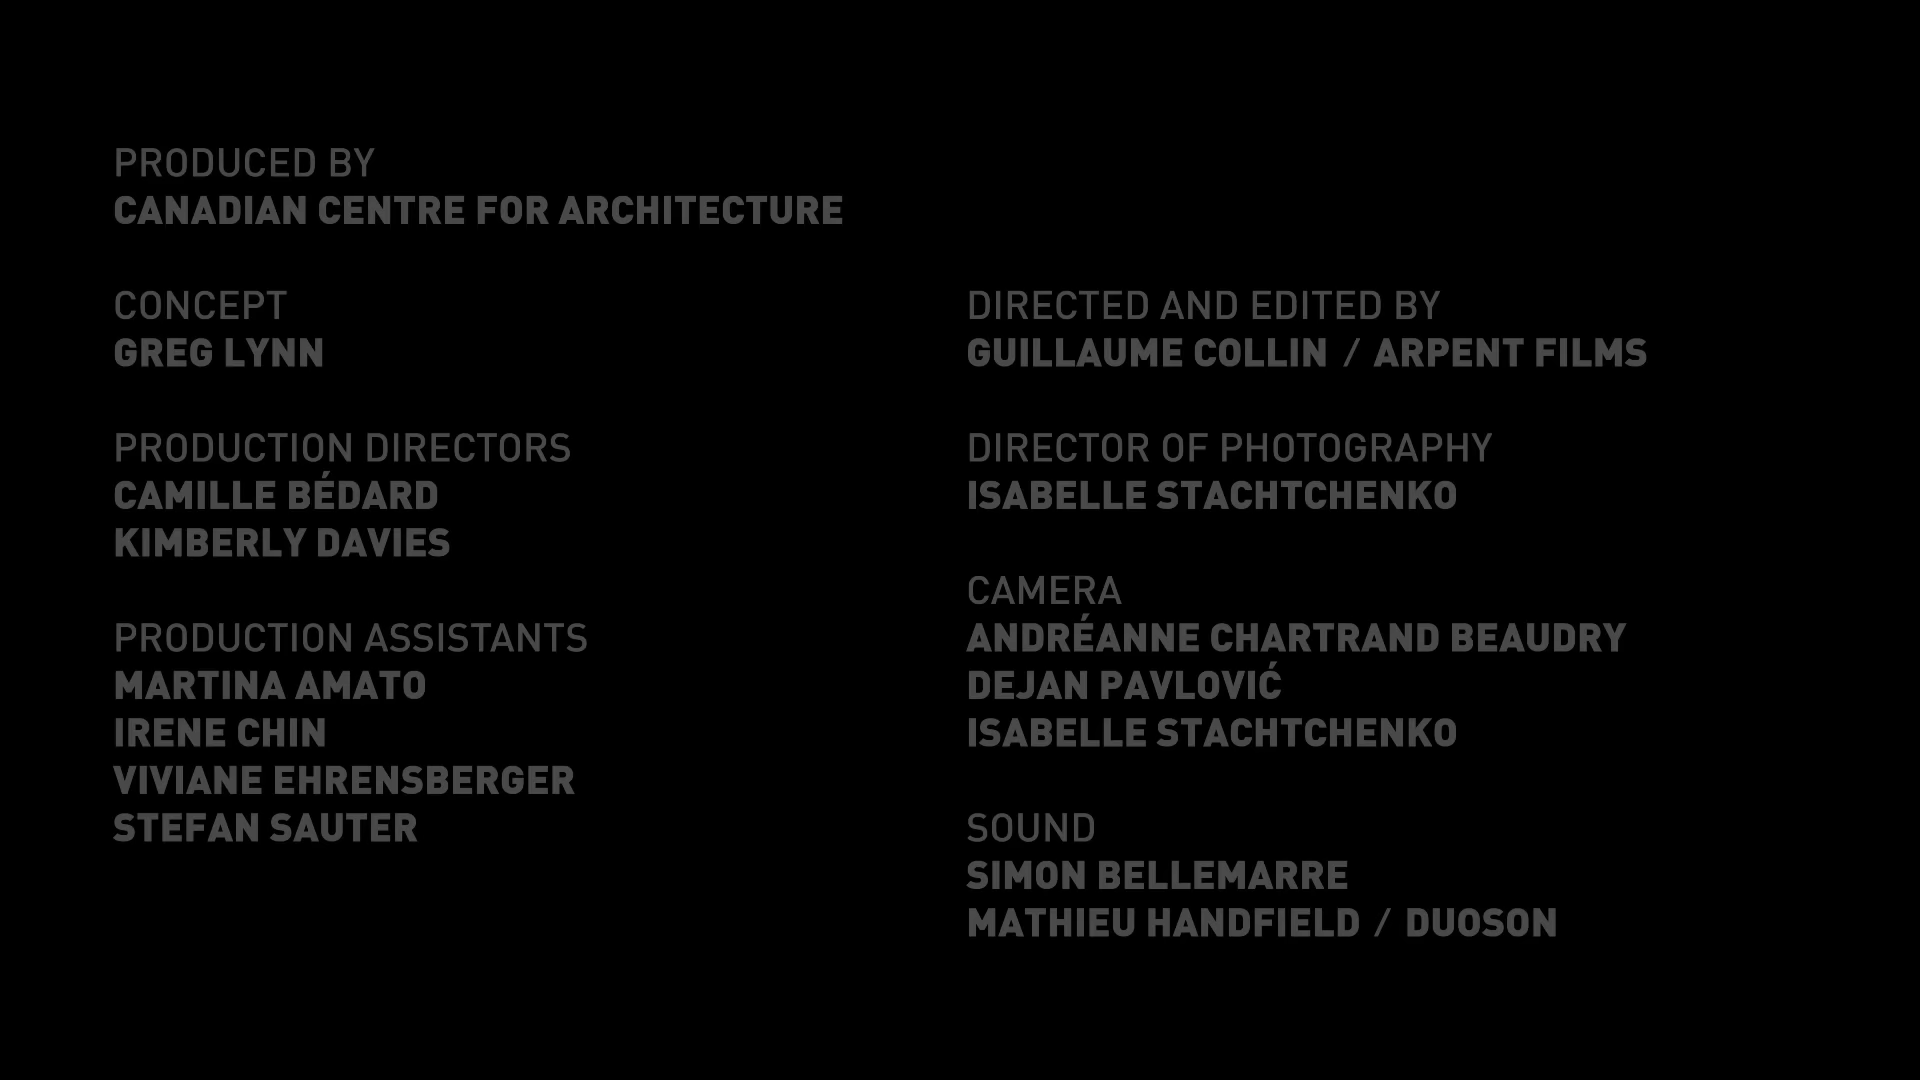 PRODUCED BY
CANADIAN CENTRE FOR ARCHITECTURE
CONCEPT
GREG LYNN
PRODUCTION DIRECTORS
CAMILLE BÉDARD
KIMBERLY DAVIES
PRODUCTION ASSISTANTS
MARTINA AMATO
IRENE CHIN
VIVIANE EHRENSBERGER
STEFAN SAUTER
DIRECTED AND EDITED BY
GUILLAUME COLLIN / ARPENT FILMS
DIRECTOR OF PHOTOGRAPHY
ISABELLE STACHTCHENKO
CAMERA
ANDRÉANNE CHARTRAND BEAUDRY
DEJAN PAVLOVIĆ
ISABELLE STACHTCHENKO
SOUND
SIMON BELLEMARRE
MATHIEU HANDFIELD / DUOSON